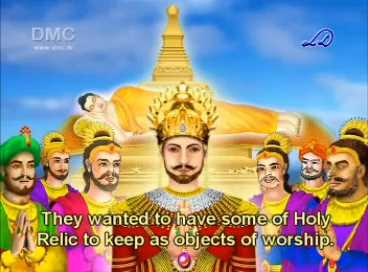 DMC
www.dmc.tv
They wanted to have some of Holy
Relic to keep as objects of worship.